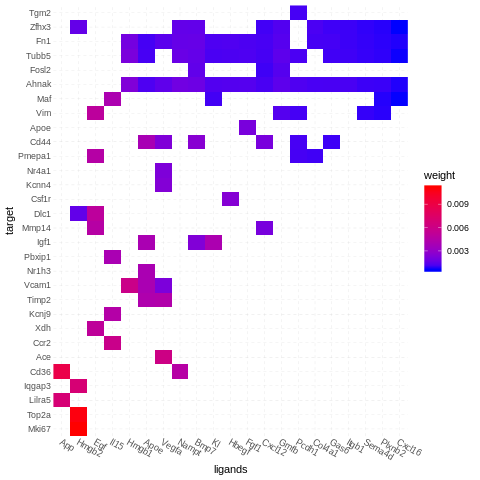 Tgm2
Zfhx3
Fn1
Tubb5
Fosl2
Ahnak
Maf
Vim
Apoe
Cd44
Pmepa1
Nr4a1
Kcnn4
Csf1r
Dlc1
Mmp14
Igf1
Pbxip1
Nr1h3
Vcam1
Timp2
Kcnj9
Xdh
Ccr2
Ace
Cd36
Iqgap3
Lilra5
Top2a
Mki67
target
App
Hmgb2
Egf
Il15
Hmgb1
Apoe
Vegfa
Nampt
Bmp7
Kl
Hbegf
Fgf1
Cxcl12
Gmfb
Pcdh1
Col4a1
Gas6
Itgb1
Sema4d
Plxnb2
Cxcl16
ligands
weight
0.009
0.006
0.003